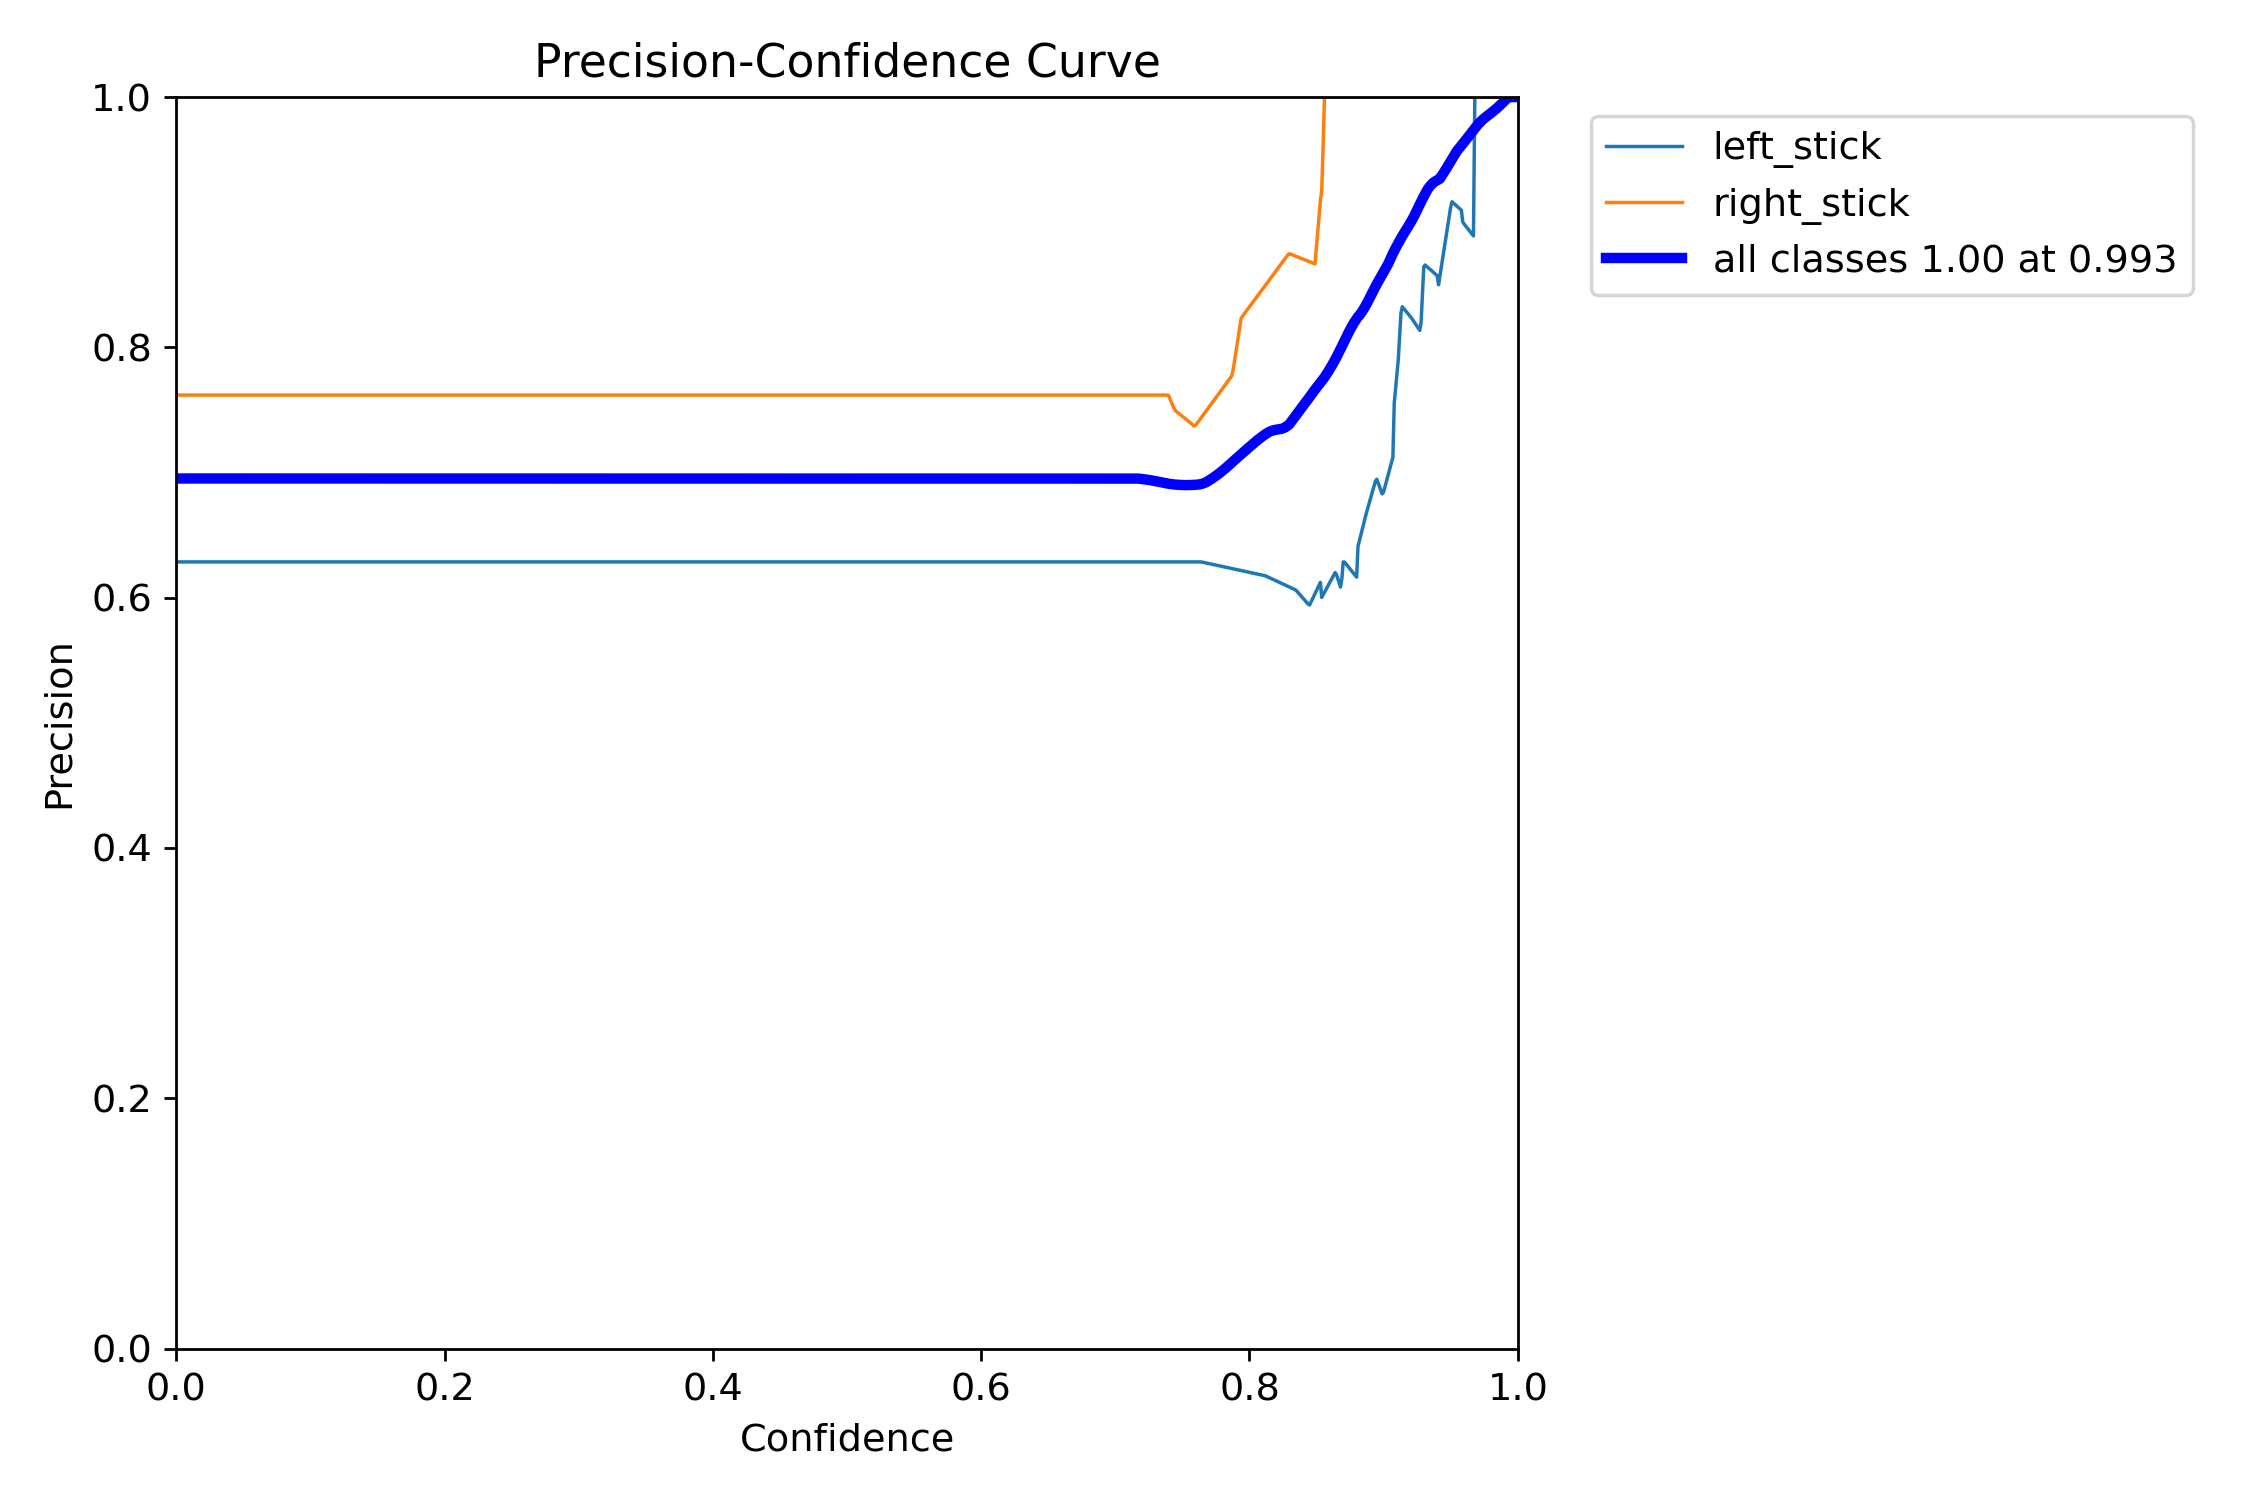 Precision-Confidence Curve
1.0
0.8
0.6
0.4
0.2
0.0
Precision
0.0 0.2 0.4 0.6 0.8 1.0
Confidence
left_stick
right_stick
all classes 1.00 at 0.993